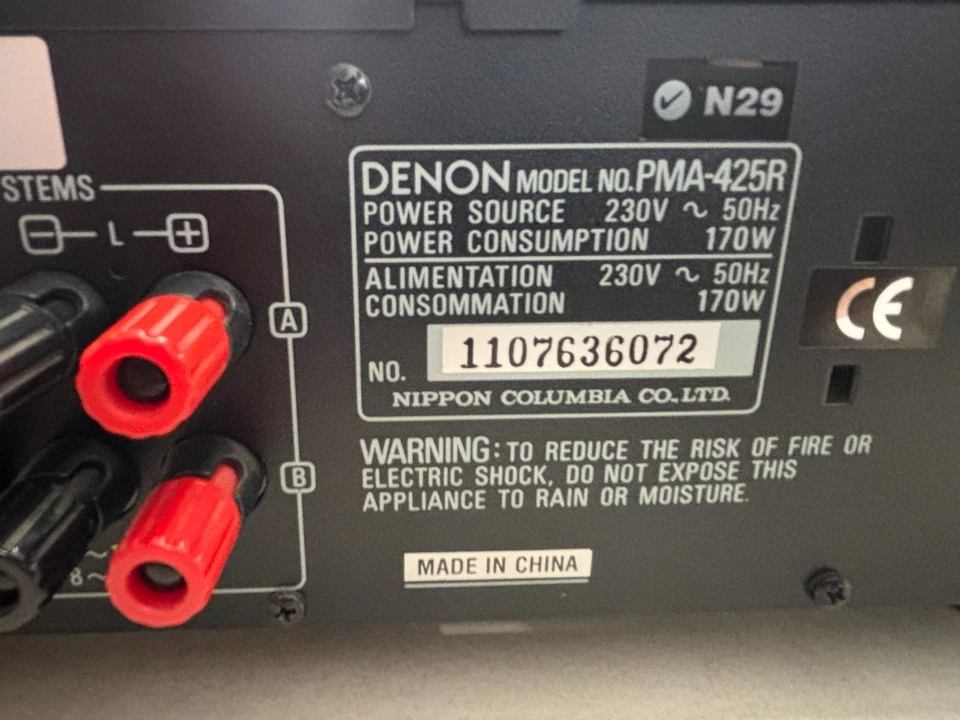 N29
STEMS
L
A
B
8~
DENON MODEL NO. PMA-425R
POWER SOURCE 230V ~ 50Hz
POWER CONSUMPTION 170W
ALIMENTATION 230V ~ 50Hz
CONSOMMATION 170W
NO. 1107636072
NIPPON COLUMBIA CO., LTD.
CE
WARNING: TO REDUCE THE RISK OF FIRE OR
ELECTRIC SHOCK, DO NOT EXPOSE THIS
APPLIANCE TO RAIN OR MOISTURE.
MADE IN CHINA